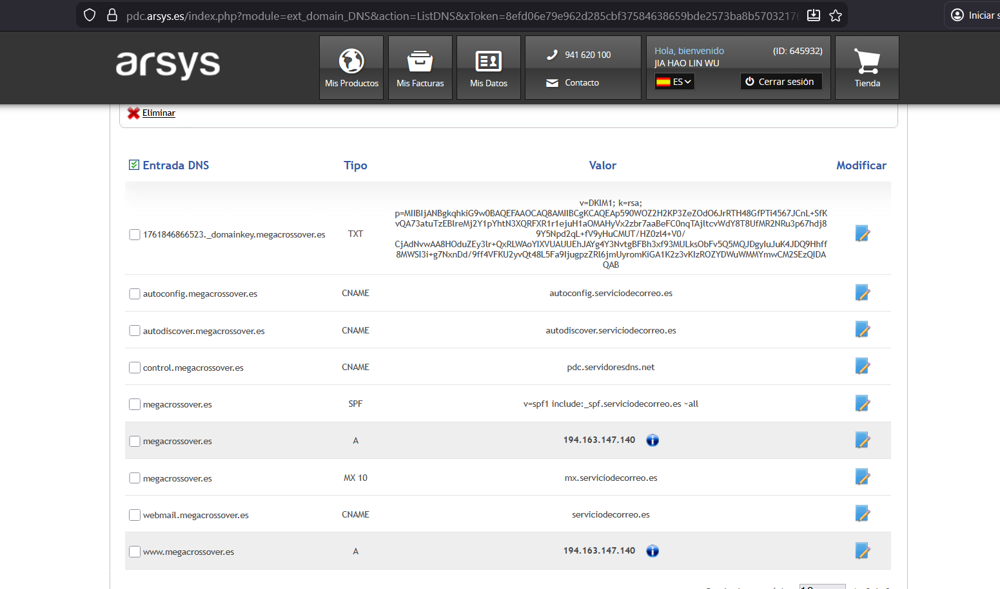 pdc.arsys.es/index.php?module=ext_domain_DNS&action=ListDNS&xToken=8efd06e79e962d285cbf37584638659bde2573ba8b57032176
Iniciar s
arsys
Mis Productos
Mis Facturas
Mis Datos
941 620 100
Contacto
Hola, bienvenido
(ID: 645932)
JIA HAO LIN WU
ES
Cerrar sesión
Tienda
Eliminar
Entrada DNS Tipo Valor Modificar
v=DKIM1; k=rsa;
p=MIIBIjANBgkqhkiG9w0BAQEFAAOCAQ8AMIIBCgKCAQEAp590WOZ2H2KP3ZeZOdO6JrRTH48GfPTi4567JCnL+SfK
vQA73atuTzEBlreMj2Y1pYhtN3XQRFXR1r1ejuH1aOMAHyVx2zbr7aaBeFC0nqTAjltcvWdY8T8UfMR2NRu3p67hdj8
9Y5Npd2qL+fV9yHuCMUT/HZ0zl4+V0/
1761846866523._domainkey.megacrossover.es TXT
CjAdNvwAA8HOduZEy3lr+QxRLWAoYIXVUAUUEhJAYg4Y3NvtgBFBh3xf93MULksObFv5Q5MQJDgyIuJuK4JDQ9Hhff
8MWSI3i+g7NxnDd/9ff4VFKU2yvQt48L5Fa9IjugpzZRl6jmUyromKiGA1K2z3vKIzROZYDWuWMMYmwCM2SEzQIDA
QAB
autoconfig.megacrossover.es CNAME autoconfig.serviciodecorreo.es
autodiscover.megacrossover.es CNAME autodiscover.serviciodecorreo.es
control.megacrossover.es CNAME pdc.servidoresdns.net
megacrossover.es SPF v=spf1 include:_spf.serviciodecorreo.es ~all
megacrossover.es A 194.163.147.140
megacrossover.es MX 10 mx.serviciodecorreo.es
webmail.megacrossover.es CNAME serviciodecorreo.es
www.megacrossover.es A 194.163.147.140